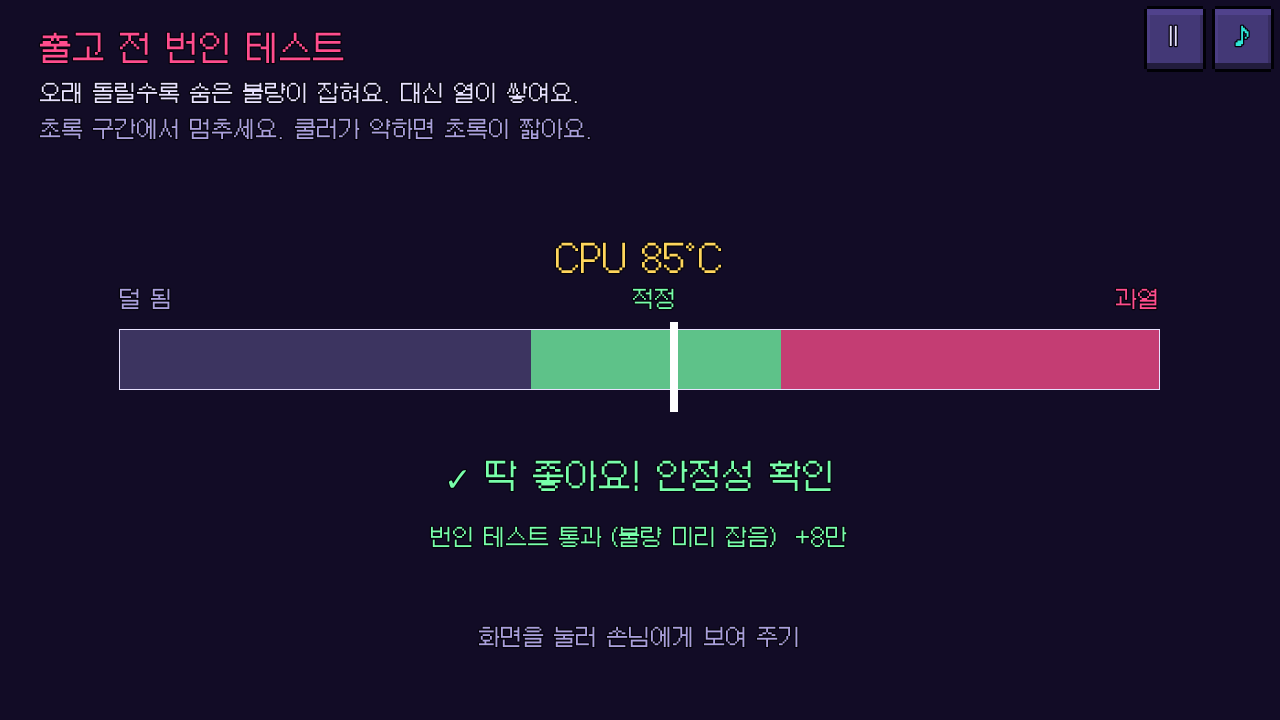 출고 전 번인 테스트
오래 돌릴수록 숨은 불량이 잡혀요. 대신 열이 쌓여요.
초록 구간에서 멈추세요. 쿨러가 약하면 초록이 짧아요.
CPU 85°C
덜 됨 적정 과열
✓ 딱 좋아요! 안정성 확인
번인 테스트 통과 (불량 미리 잡음) +8만
화면을 눌러 손님에게 보여 주기